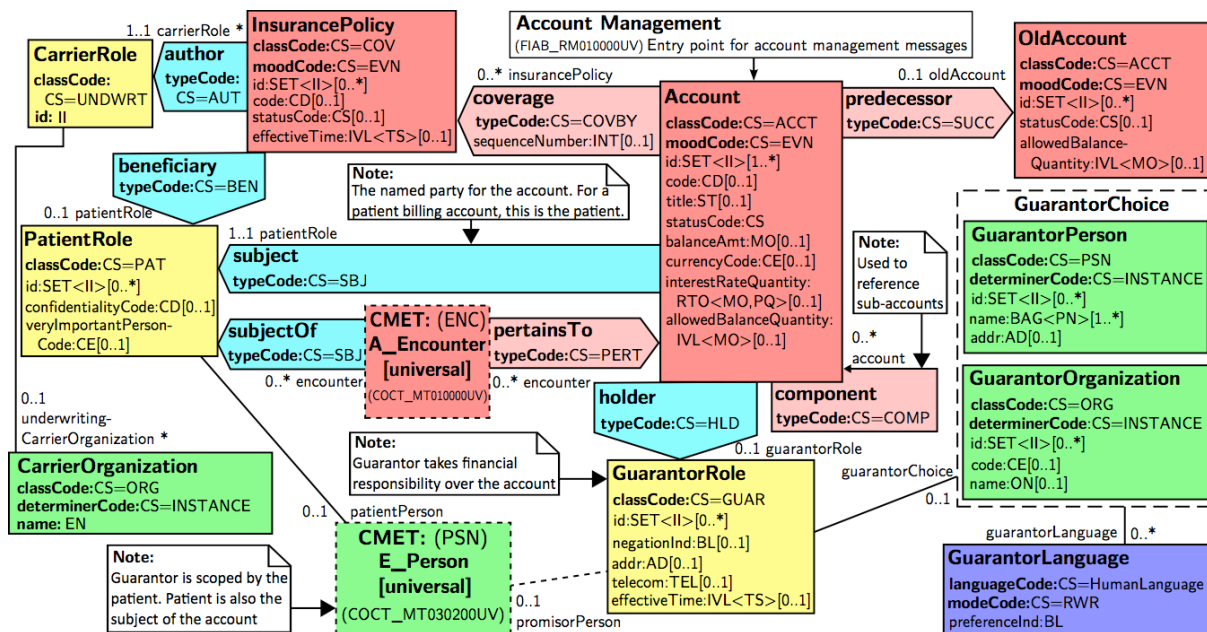 InsurancePolicy
classCode:CS=COV
moodCode:CS=EVN
id:SET<II>[0..*]
code:CD[0..1]
statusCode:CS[0..1]
effectiveTime:IVL<TS>[0..1]
Account Management
(FIAB_RM010000UV) Entry point for account management messages
OldAccount
classCode:CS=ACCT
moodCode:CS=EVN
id:SET<II>[0..*]
statusCode:CS[0..1]
allowedBalance-
Quantity:IVL<MO>[0..1]
1..1 carrierRole *
CarrierRole
classCode:
CS=UNDWRT
id: II
author
typeCode:
CS=AUT
0..* insurancePolicy
coverage
typeCode:CS=COVBY
sequenceNumber:INT[0..1]
Account
classCode:CS=ACCT
moodCode:CS=EVN
id:SET<II>[1..*]
code:CD[0..1]
title:ST[0..1]
statusCode:CS
balanceAmt:MO[0..1]
currencyCode:CE[0..1]
interestRateQuantity:
RTO<MO,PQ>[0..1]
allowedBalanceQuantity:
IVL<MO>[0..1]
0..1 oldAccount
predecessor
typeCode:CS=SUCC
beneficiary
typeCode:CS=BEN
Note:
The named party for the account. For a
patient billing account, this is the patient.
0..1 patientRole
PatientRole
classCode:CS=PAT
id:SET<II>[0..*]
confidentialityCode:CD[0..1]
veryImportantPerson-
Code:CE[0..1]
1..1 patientRole
subject
typeCode:CS=SBJ
Note:
Used to
reference
sub-accounts
GuarantorChoice
GuarantorPerson
classCode:CS=PSN
determinerCode:CS=INSTANCE
id:SET<II>[0..*]
name:BAG<PN>[1..*]
addr:AD[0..1]
subjectOf
typeCode:CS=SBJ
0..* encounter
CMET: (ENC)
A_Encounter
[universal]
(COCT_MT010000UV)
pertainsTo
typeCode:CS=PERT
0..* encounter
0..*
account
component
typeCode:CS=COMP
GuarantorOrganization
classCode:CS=ORG
determinerCode:CS=INSTANCE
id:SET<II>[0..*]
code:CE[0..1]
name:ON[0..1]
holder
typeCode:CS=HLD
0..1
underwriting-
CarrierOrganization *
CarrierOrganization
classCode:CS=ORG
determinerCode:CS=INSTANCE
name: EN
Note:
Guarantor takes financial
responsibility over the account
0..1 guarantorRole
GuarantorRole
classCode:CS=GUAR
id:SET<II>[0..*]
negationInd:BL[0..1]
addr:AD[0..1]
telecom:TEL[0..1]
effectiveTime:IVL<TS>[0..1]
guarantorChoice
0..1
0..1
patientPerson
CMET: (PSN)
E_Person
[universal]
(COCT_MT030200UV)
0..1
promisorPerson
Note:
Guarantor is scoped by the
patient. Patient is also the
subject of the account
guarantorLanguage
0..*
GuarantorLanguage
languageCode:CS=HumanLanguage
modeCode:CS=RWR
preferenceInd:BL